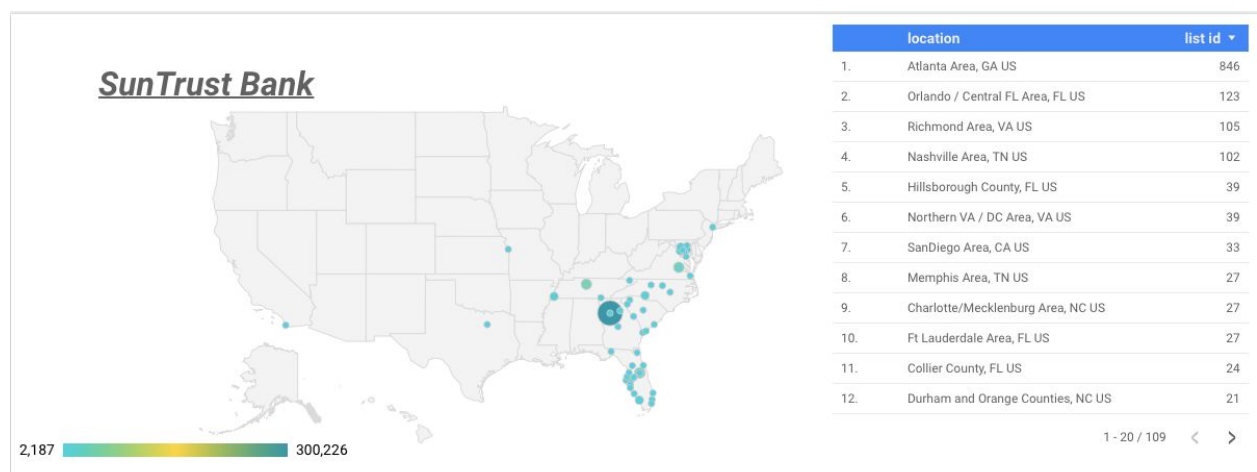 SunTrust Bank
2,187 300,226
location list id
1. Atlanta Area, GA US 846
2. Orlando / Central FL Area, FL US 123
3. Richmond Area, VA US 105
4. Nashville Area, TN US 102
5. Hillsborough County, FL US 39
6. Northern VA / DC Area, VA US 39
7. SanDiego Area, CA US 33
8. Memphis Area, TN US 27
9. Charlotte/Mecklenburg Area, NC US 27
10. Ft Lauderdale Area, FL US 27
11. Collier County, FL US 24
12. Durham and Orange Counties, NC US 21
1 - 20 / 109